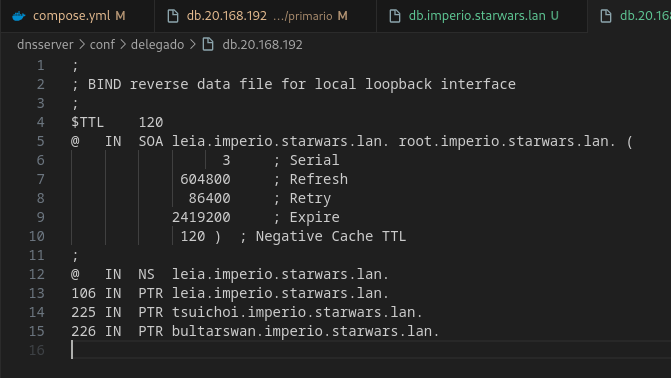 compose.yml M db.20.168.192 .../primario M db.imperio.starwars.lan U db.20.168
dnsserver > conf > delegado > db.20.168.192
1 ;
2 ; BIND reverse data file for local loopback interface
3 ;
4 $TTL 120
5 @ IN SOA leia.imperio.starwars.lan. root.imperio.starwars.lan. (
6 3 ; Serial
7 604800 ; Refresh
8 86400 ; Retry
9 2419200 ; Expire
10 120 ) ; Negative Cache TTL
11 ;
12 @ IN NS leia.imperio.starwars.lan.
13 106 IN PTR leia.imperio.starwars.lan.
14 225 IN PTR tsuichoi.imperio.starwars.lan.
15 226 IN PTR bultarswan.imperio.starwars.lan.
16